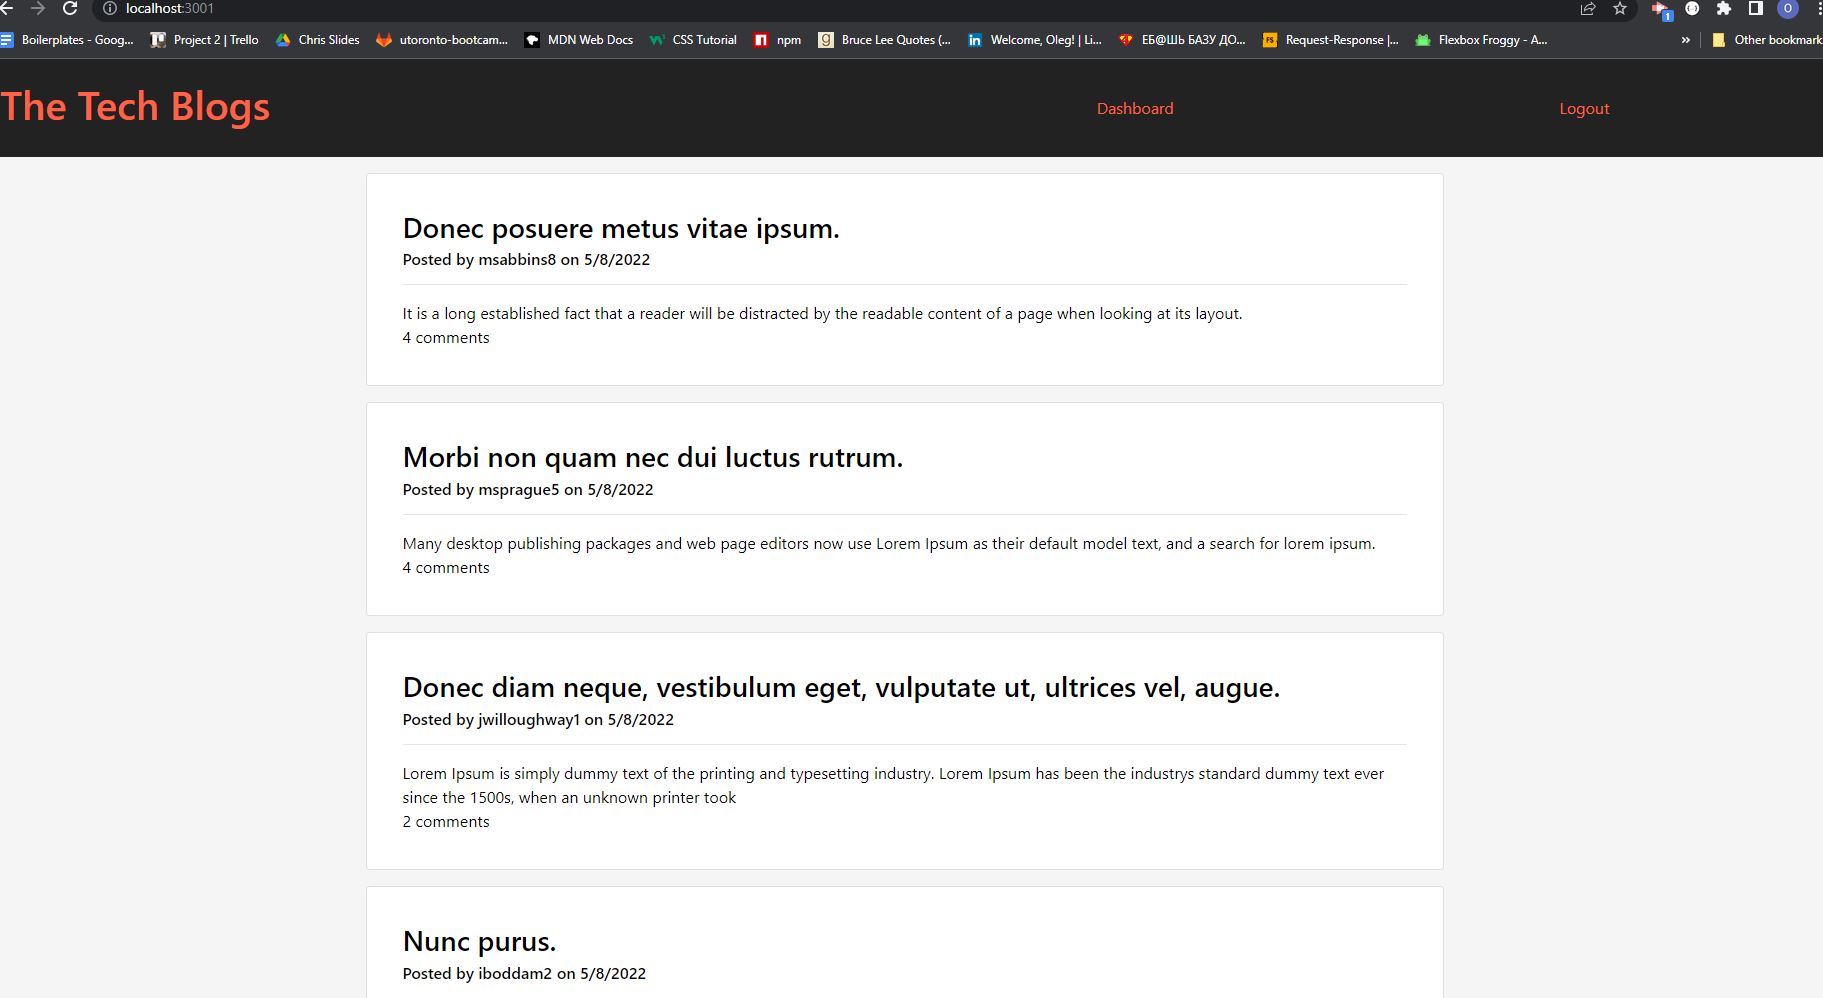 localhost:3001
1
O
Boilerplates - Goog...
Project 2 | Trello
Chris Slides
utoronto-bootcam...
MDN Web Docs
CSS Tutorial
npm
g
Bruce Lee Quotes (...
in
Welcome, Oleg! | Li...
ЕБ@ШЬ БАЗУ ДО...
FS
Request-Response |...
Flexbox Froggy - A...
»
Other bookmark
The Tech Blogs
Dashboard
Logout
Donec posuere metus vitae ipsum.
Posted by msabbins8 on 5/8/2022
It is a long established fact that a reader will be distracted by the readable content of a page when looking at its layout.
4 comments
Morbi non quam nec dui luctus rutrum.
Posted by msprague5 on 5/8/2022
Many desktop publishing packages and web page editors now use Lorem Ipsum as their default model text, and a search for lorem ipsum.
4 comments
Donec diam neque, vestibulum eget, vulputate ut, ultrices vel, augue.
Posted by jwilloughway1 on 5/8/2022
Lorem Ipsum is simply dummy text of the printing and typesetting industry. Lorem Ipsum has been the industrys standard dummy text ever
since the 1500s, when an unknown printer took
2 comments
Nunc purus.
Posted by iboddam2 on 5/8/2022